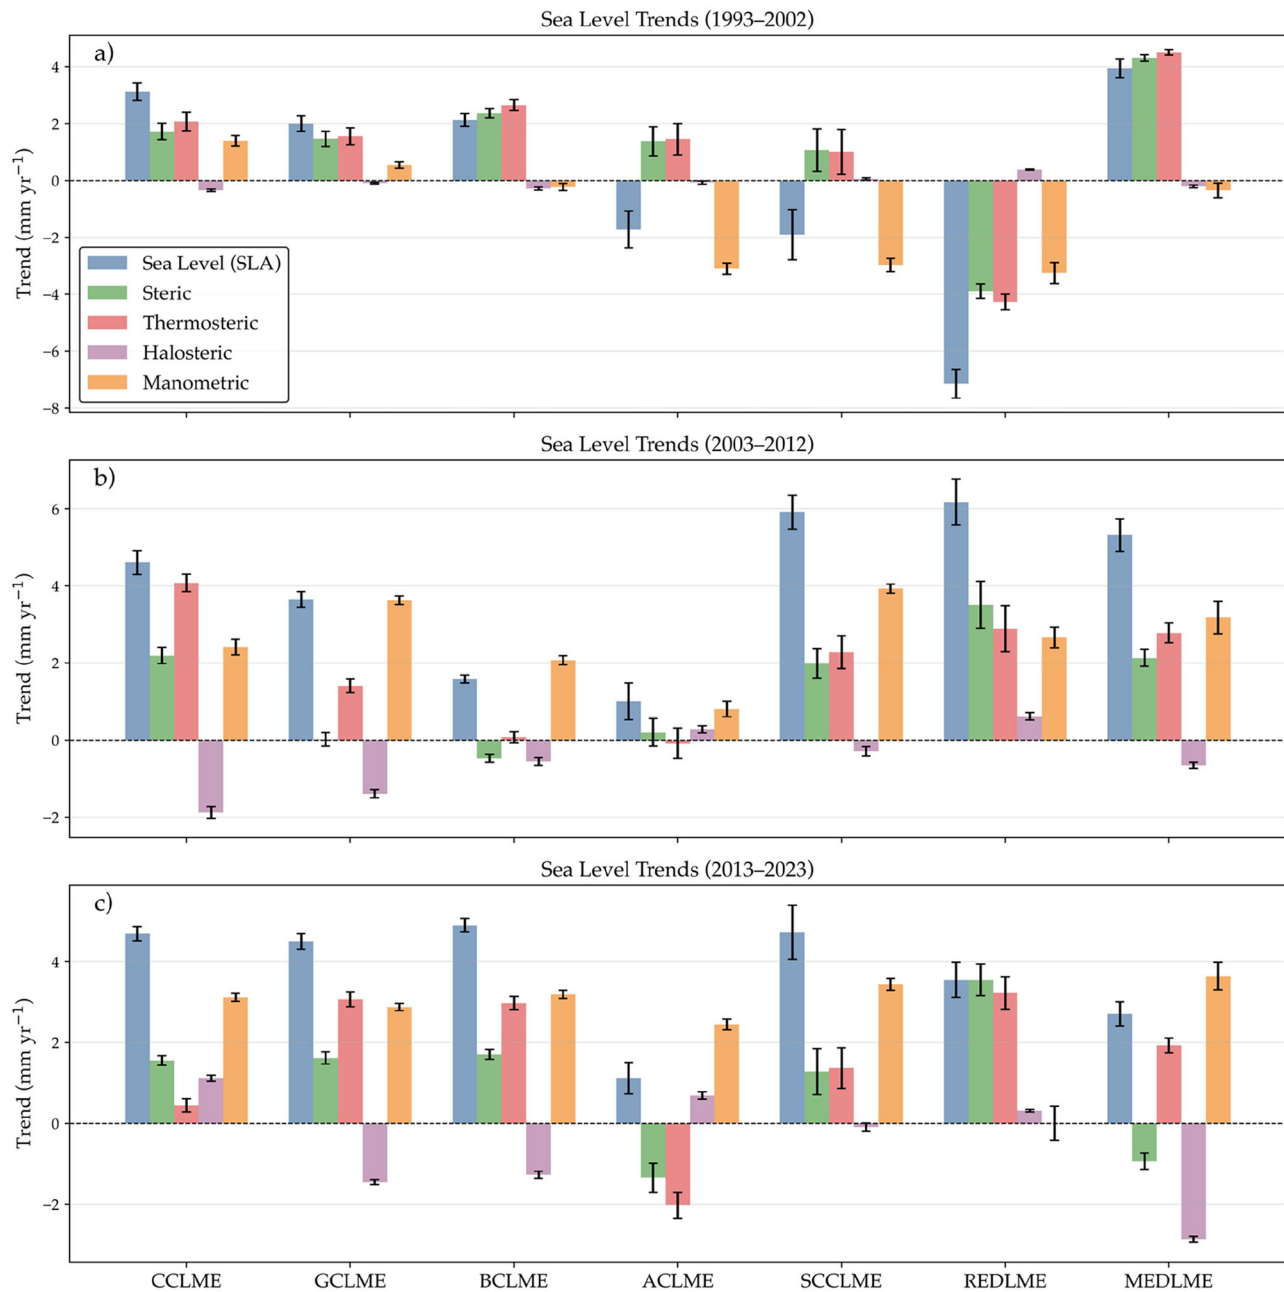 Sea Level Trends (1993–2002)
a)
4
2
0
−2
−4
−6
−8
Trend (mm yr⁻¹)
Sea Level (SLA)
Steric
Thermosteric
Halosteric
Manometric
Sea Level Trends (2003–2012)
b)
6
4
2
0
−2
Trend (mm yr⁻¹)
Sea Level Trends (2013–2023)
c)
4
2
0
−2
Trend (mm yr⁻¹)
CCLME GCLME BCLME ACLME SCCLME REDLME MEDLME